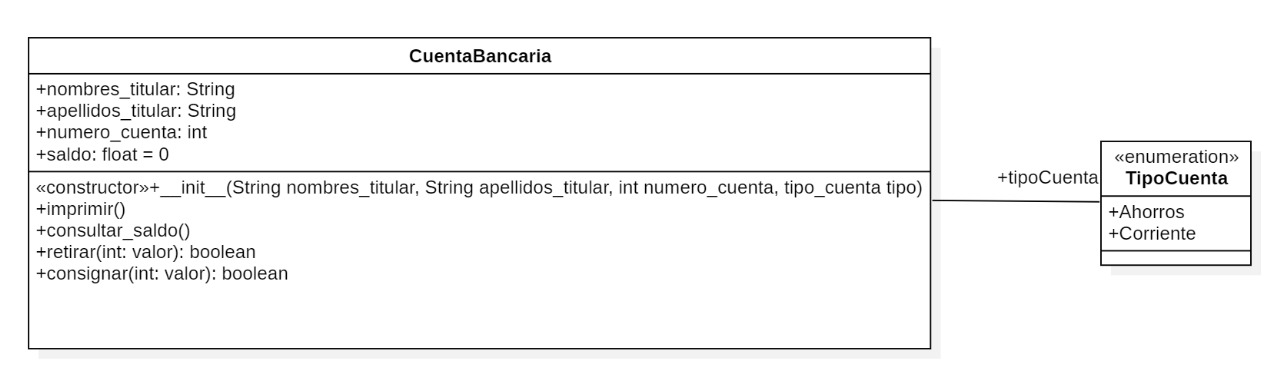 CuentaBancaria
+nombres_titular: String
+apellidos_titular: String
+numero_cuenta: int
+saldo: float = 0
«constructor»+__init__(String nombres_titular, String apellidos_titular, int numero_cuenta, tipo_cuenta tipo)
+imprimir()
+consultar_saldo()
+retirar(int: valor): boolean
+consignar(int: valor): boolean
+tipoCuenta
«enumeration»
TipoCuenta
+Ahorros
+Corriente